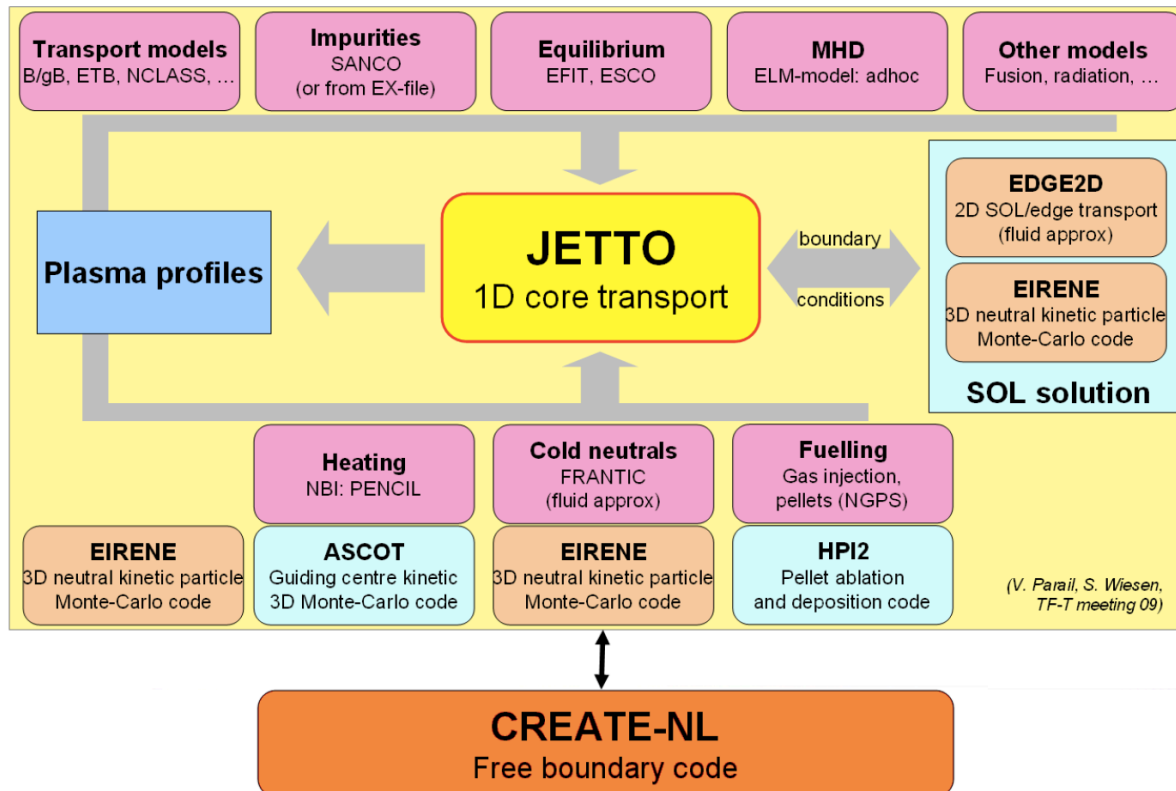 Transport models
B/gB, ETB, NCLASS, …
Impurities
SANCO
(or from EX-file)
Equilibrium
EFIT, ESCO
MHD
ELM-model: adhoc
Other models
Fusion, radiation, …
Plasma profiles
JETTO
1D core transport
boundary
conditions
EDGE2D
2D SOL/edge transport
(fluid approx)
EIRENE
3D neutral kinetic particle
Monte-Carlo code
SOL solution
Heating
NBI: PENCIL
Cold neutrals
FRANTIC
(fluid approx)
Fuelling
Gas injection,
pellets (NGPS)
EIRENE
3D neutral kinetic particle
Monte-Carlo code
ASCOT
Guiding centre kinetic
3D Monte-Carlo code
EIRENE
3D neutral kinetic particle
Monte-Carlo code
HPI2
Pellet ablation
and deposition code
(V. Parail, S. Wiesen,
TF-T meeting 09)
CREATE-NL
Free boundary code